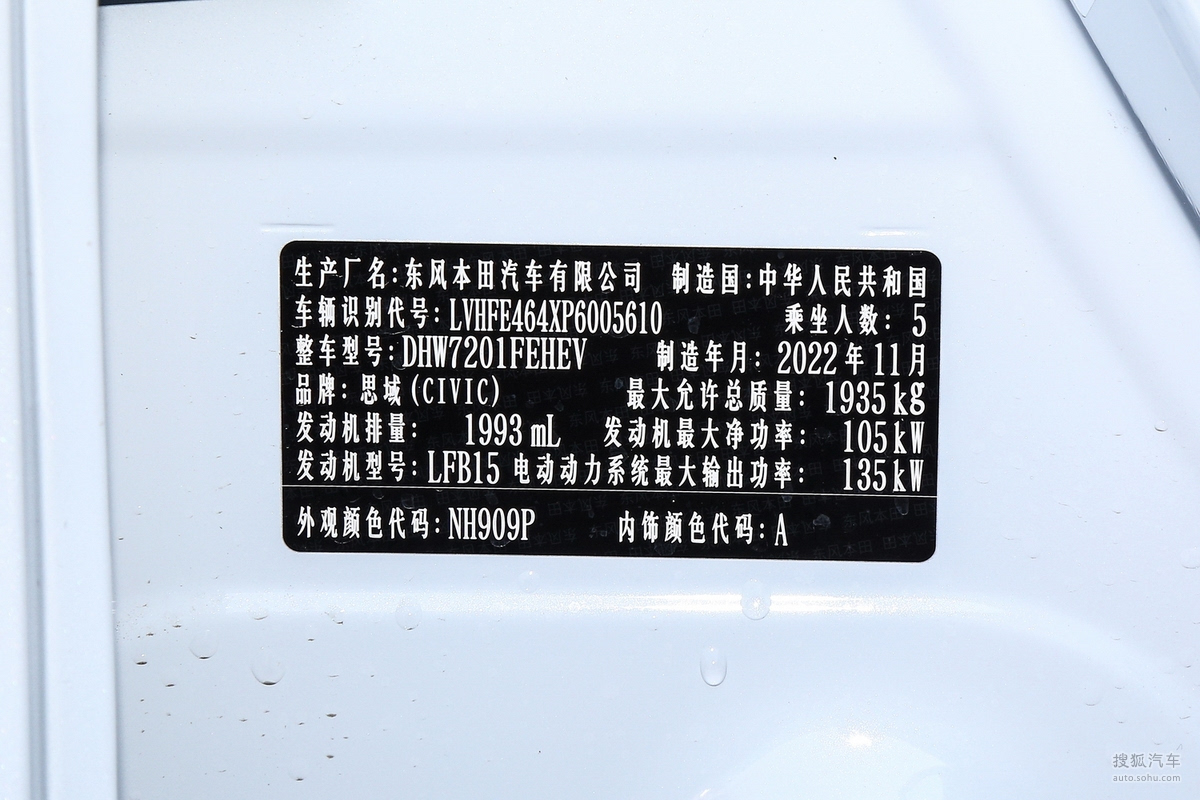 生产厂名:东风本田汽车有限公司 制造国:中华人民共和国
车辆识别代号:LVHFE464XP6005610 乘坐人数:5
整车型号:DHW7201FEHEV 制造年月:2022年11月
品牌:思域(CIVIC) 最大允许总质量:1935kg
发动机排量: 1993mL 发动机最大净功率: 105kW
发动机型号:LFB15 电动动力系统最大输出功率: 135kW
外观颜色代码:NH909P 内饰颜色代码:A
搜狐汽车
auto.sohu.com